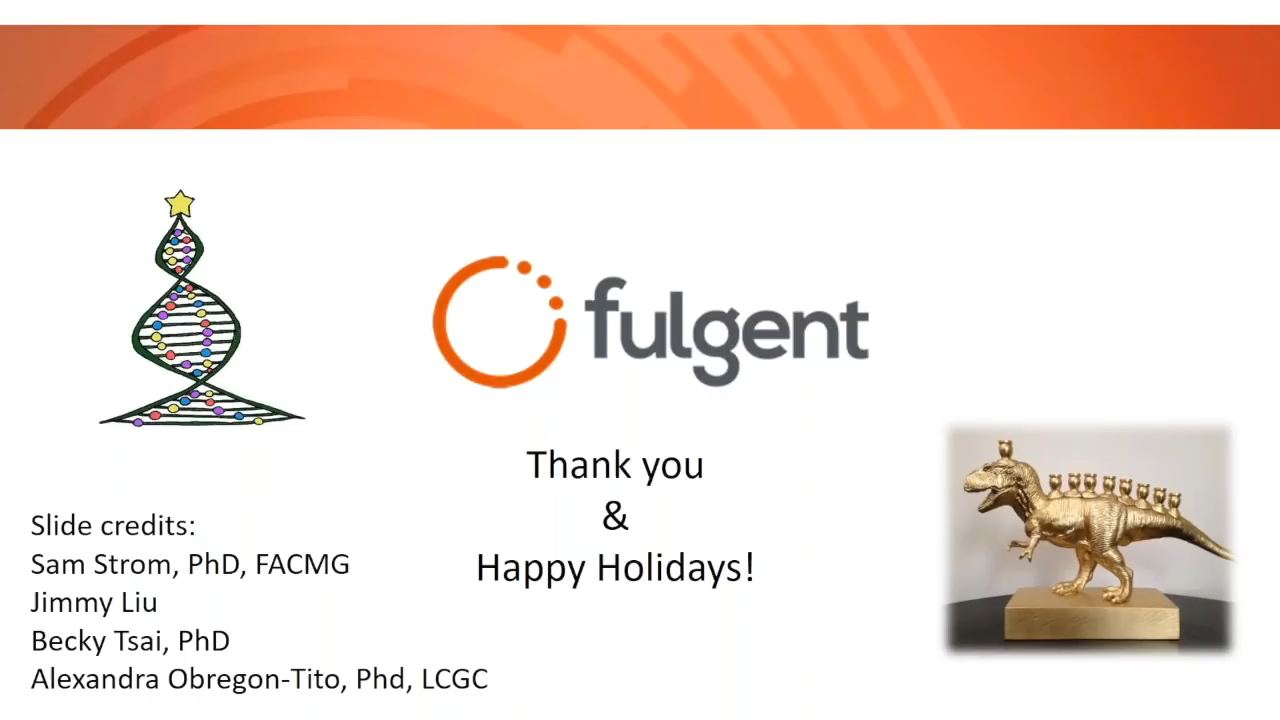 fulgent
Thank you
&
Happy Holidays!
Slide credits:
Sam Strom, PhD, FACMG
Jimmy Liu
Becky Tsai, PhD
Alexandra Obregon-Tito, Phd, LCGC